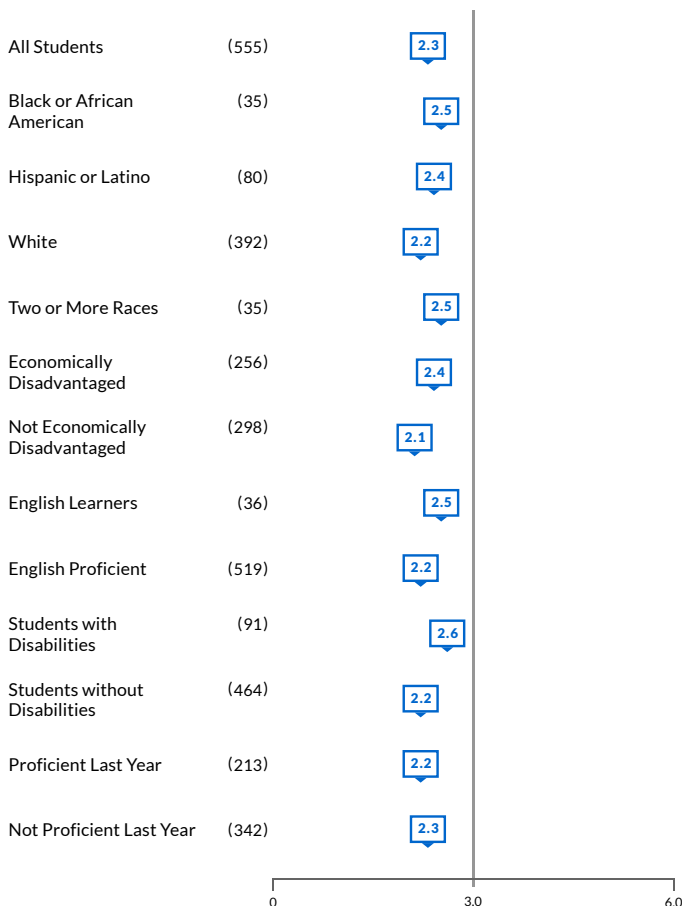 All Students (555) 2.3
Black or African (35)
American
2.5
Hispanic or Latino (80) 2.4
White (392) 2.2
Two or More Races (35) 2.5
Economically (256)
Disadvantaged
2.4
Not Economically (298)
Disadvantaged
2.1
English Learners (36) 2.5
English Proficient (519) 2.2
Students with (91)
Disabilities
2.6
Students without (464)
Disabilities
2.2
Proficient Last Year (213) 2.2
Not Proficient Last Year (342) 2.3
0 3.0 6.0